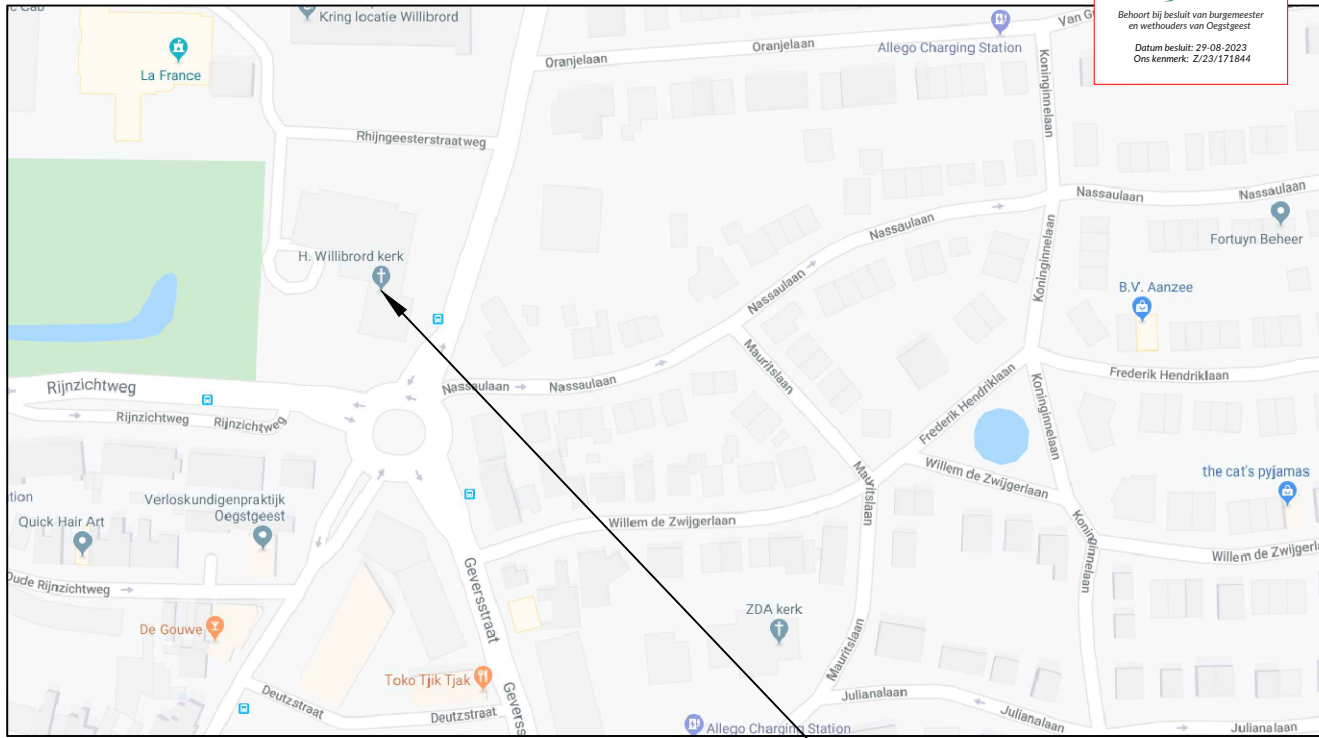 Kring locatie Willibrord
La France
Allego Charging Station
Oranjelaan
Oranjelaan
Behoort bij besluit van burgemeester
en wethouders van Oegstgeest
Datum besluit: 29-08-2023
Ons kenmerk: Z/23/171844
Koninginnelaan
Rhijngeesterstraatweg
Nassaulaan
Nassaulaan
Nassaulaan
Fortuyn Beheer
H. Willibrord kerk
Nassaulaan
Koninginnelaan
B.V. Aanzee
Mauritslaan
Rijnzichtweg
Nassaulaan
Nassaulaan
Frederik Hendriklaan
Frederik Hendriklaan
Koninginnelaan
Rijnzichtweg
Rijnzichtweg
Willem de Zwijgerlaan
Mauritslaan
the cat's pyjamas
Verloskundigenpraktijk
Oegstgeest
Quick Hair Art
Willem de Zwijgerlaan
Koninginnelaan
Willem de Zwijgerla
Oude Rijnzichtweg
Geversstraat
ZDA kerk
De Gouwe
Mauritslaan
Toko Tjik Tjak
Deutzstraat
Deutzstraat
Geverss
Julianalaan
Julianalaan
Julianalaan
Allego Charging Station